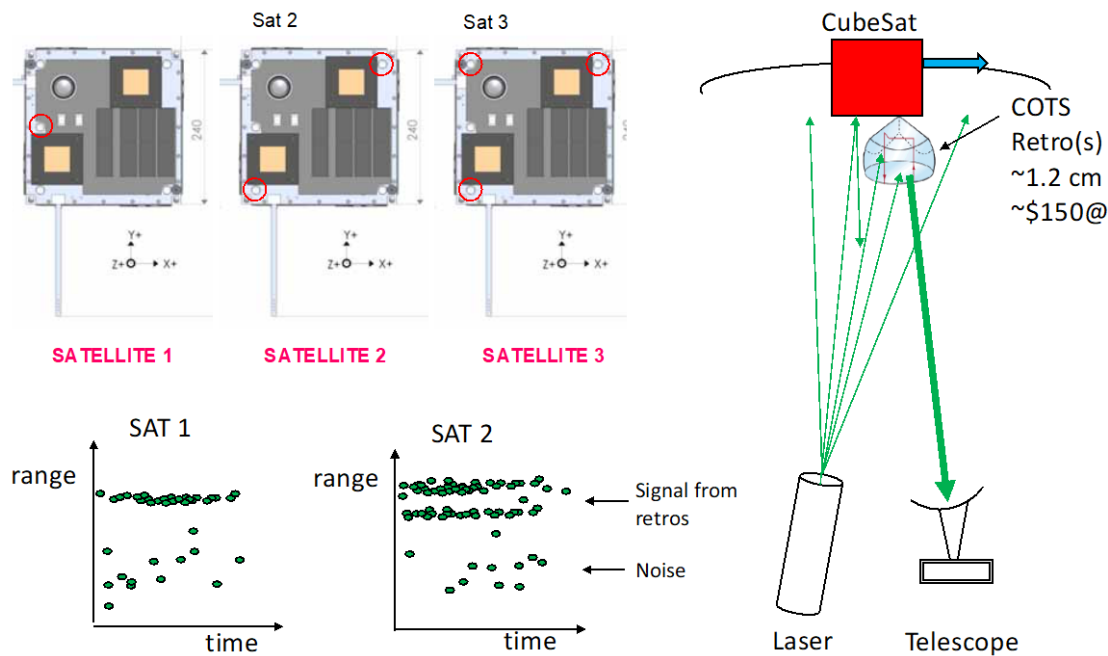 Sat 2
Sat 3
240
240
240
Y+
Z+
X+
Y+
Z+
X+
Y+
Z+
X+
SATELLITE 1
SATELLITE 2
SATELLITE 3
SAT 1
range
time
SAT 2
range
time
Signal from
retros
Noise
CubeSat
COTS
Retro(s)
~1.2 cm
~$150@
Laser
Telescope